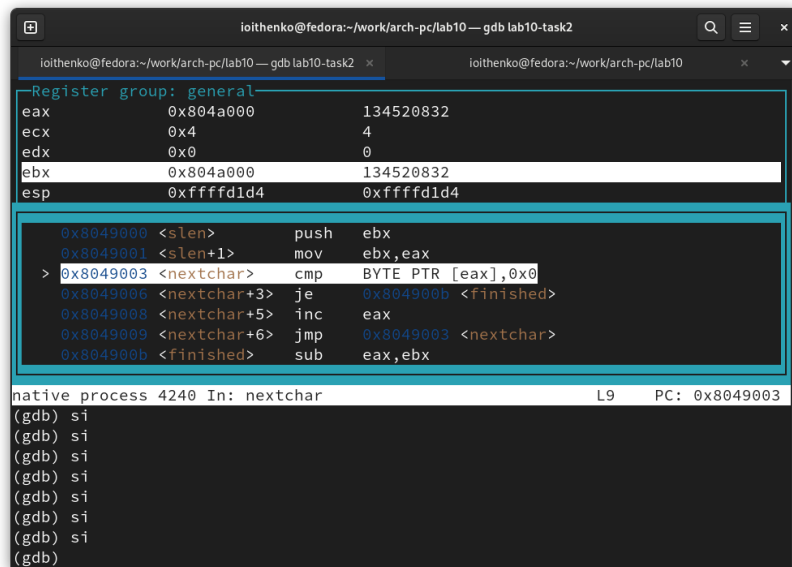 ioithenko@fedora:~/work/arch-pc/lab10 — gdb lab10-task2
ioithenko@fedora:~/work/arch-pc/lab10 — gdb lab10-task2 × ioithenko@fedora:~/work/arch-pc/lab10 ×
Register group: general
eax 0x804a000 134520832
ecx 0x4 4
edx 0x0 0
ebx 0x804a000 134520832
esp 0xffffd1d4 0xffffd1d4
0x8049000 <slen> push ebx
0x8049001 <slen+1> mov ebx,eax
> 0x8049003 <nextchar> cmp BYTE PTR [eax],0x0
0x8049006 <nextchar+3> je 0x804900b <finished>
0x8049008 <nextchar+5> inc eax
0x8049009 <nextchar+6> jmp 0x8049003 <nextchar>
0x804900b <finished> sub eax,ebx
native process 4240 In: nextchar L9 PC: 0x8049003
(gdb) si
(gdb) si
(gdb) si
(gdb) si
(gdb) si
(gdb) si
(gdb) si
(gdb)